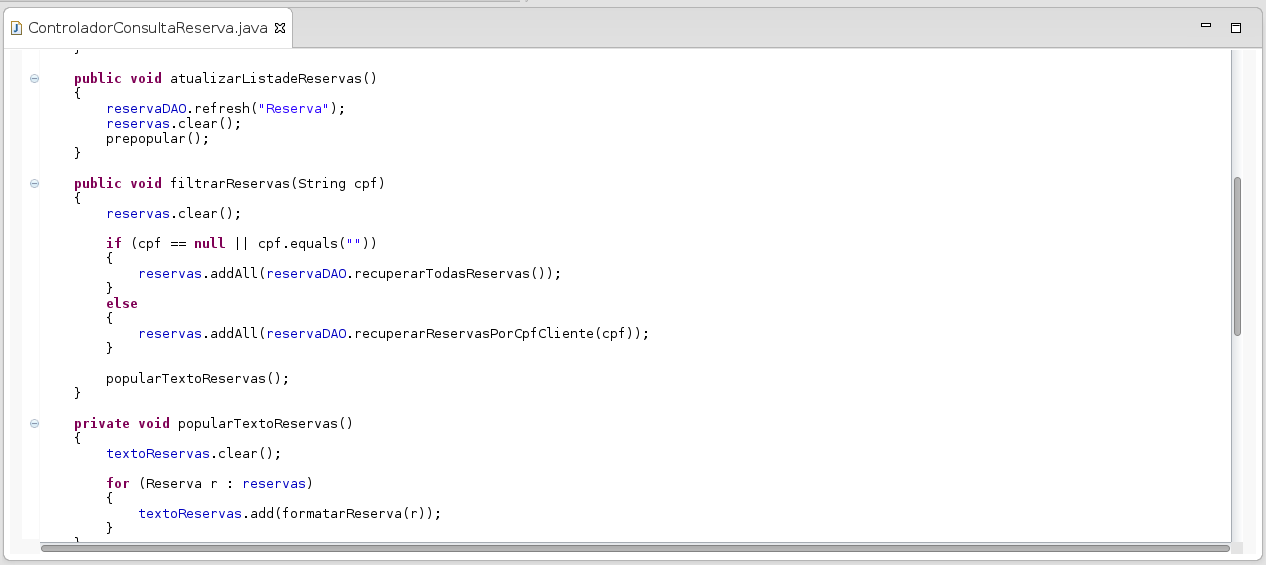 ControladorConsultaReserva.java
}
public void atualizarListadeReservas()
{
reservaDAO.refresh("Reserva");
reservas.clear();
prepopular();
}
public void filtrarReservas(String cpf)
{
reservas.clear();
if (cpf == null || cpf.equals(""))
{
reservas.addAll(reservaDAO.recuperarTodasReservas());
}
else
{
reservas.addAll(reservaDAO.recuperarReservasPorCpfCliente(cpf));
}
popularTextoReservas();
}
private void popularTextoReservas()
{
textoReservas.clear();
for (Reserva r : reservas)
{
textoReservas.add(formatarReserva(r));
}
}